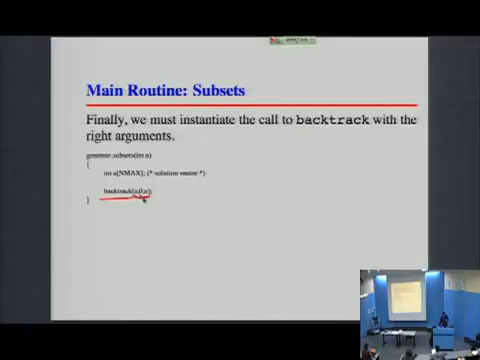 Main Routine: Subsets
Finally, we must instantiate the call to backtrack with the
right arguments.
generate_subsets(int n)
{
int a[NMAX]; (* solution vector *)
backtrack(a,0,n);
}